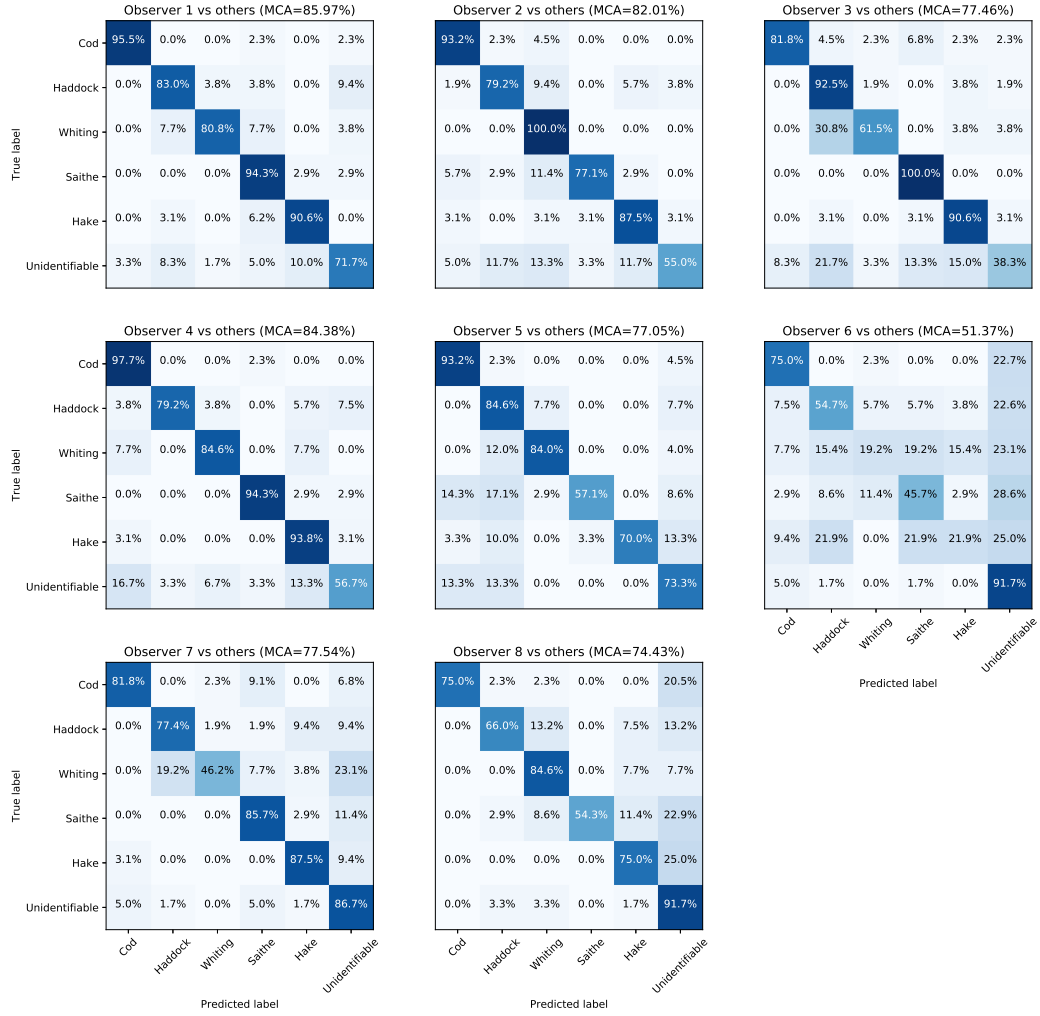 Observer 1 vs others (MCA=85.97%)
True label
Cod 95.5% 0.0% 0.0% 2.3% 0.0% 2.3%
Haddock 0.0% 83.0% 3.8% 3.8% 0.0% 9.4%
Whiting 0.0% 7.7% 80.8% 7.7% 0.0% 3.8%
Saithe 0.0% 0.0% 0.0% 94.3% 2.9% 2.9%
Hake 0.0% 3.1% 0.0% 6.2% 90.6% 0.0%
Unidentifiable 3.3% 8.3% 1.7% 5.0% 10.0% 71.7%
Observer 2 vs others (MCA=82.01%)
93.2% 2.3% 4.5% 0.0% 0.0% 0.0%
1.9% 79.2% 9.4% 0.0% 5.7% 3.8%
0.0% 0.0% 100.0% 0.0% 0.0% 0.0%
5.7% 2.9% 11.4% 77.1% 2.9% 0.0%
3.1% 0.0% 3.1% 3.1% 87.5% 3.1%
5.0% 11.7% 13.3% 3.3% 11.7% 55.0%
Observer 3 vs others (MCA=77.46%)
81.8% 4.5% 2.3% 6.8% 2.3% 2.3%
0.0% 92.5% 1.9% 0.0% 3.8% 1.9%
0.0% 30.8% 61.5% 0.0% 3.8% 3.8%
0.0% 0.0% 0.0% 100.0% 0.0% 0.0%
0.0% 3.1% 0.0% 3.1% 90.6% 3.1%
8.3% 21.7% 3.3% 13.3% 15.0% 38.3%
Observer 4 vs others (MCA=84.38%)
True label
Cod 97.7% 0.0% 0.0% 2.3% 0.0% 0.0%
Haddock 3.8% 79.2% 3.8% 0.0% 5.7% 7.5%
Whiting 7.7% 0.0% 84.6% 0.0% 7.7% 0.0%
Saithe 0.0% 0.0% 0.0% 94.3% 2.9% 2.9%
Hake 3.1% 0.0% 0.0% 0.0% 93.8% 3.1%
Unidentifiable 16.7% 3.3% 6.7% 3.3% 13.3% 56.7%
Observer 5 vs others (MCA=77.05%)
93.2% 2.3% 0.0% 0.0% 0.0% 4.5%
0.0% 84.6% 7.7% 0.0% 0.0% 7.7%
0.0% 12.0% 84.0% 0.0% 0.0% 4.0%
14.3% 17.1% 2.9% 57.1% 0.0% 8.6%
3.3% 10.0% 0.0% 3.3% 70.0% 13.3%
13.3% 13.3% 0.0% 0.0% 0.0% 73.3%
Observer 6 vs others (MCA=51.37%)
75.0% 0.0% 2.3% 0.0% 0.0% 22.7%
7.5% 54.7% 5.7% 5.7% 3.8% 22.6%
7.7% 15.4% 19.2% 19.2% 15.4% 23.1%
2.9% 8.6% 11.4% 45.7% 2.9% 28.6%
9.4% 21.9% 0.0% 21.9% 21.9% 25.0%
5.0% 1.7% 0.0% 1.7% 0.0% 91.7%
Cod Haddock Whiting Saithe Hake Unidentifiable
Predicted label
Observer 7 vs others (MCA=77.54%)
True label
Cod 81.8% 0.0% 2.3% 9.1% 0.0% 6.8%
Haddock 0.0% 77.4% 1.9% 1.9% 9.4% 9.4%
Whiting 0.0% 19.2% 46.2% 7.7% 3.8% 23.1%
Saithe 0.0% 0.0% 0.0% 85.7% 2.9% 11.4%
Hake 3.1% 0.0% 0.0% 0.0% 87.5% 9.4%
Unidentifiable 5.0% 1.7% 0.0% 5.0% 1.7% 86.7%
Cod Haddock Whiting Saithe Hake Unidentifiable
Predicted label
Observer 8 vs others (MCA=74.43%)
75.0% 2.3% 2.3% 0.0% 0.0% 20.5%
0.0% 66.0% 13.2% 0.0% 7.5% 13.2%
0.0% 0.0% 84.6% 0.0% 7.7% 7.7%
0.0% 2.9% 8.6% 54.3% 11.4% 22.9%
0.0% 0.0% 0.0% 0.0% 75.0% 25.0%
0.0% 3.3% 3.3% 0.0% 1.7% 91.7%
Cod Haddock Whiting Saithe Hake Unidentifiable
Predicted label